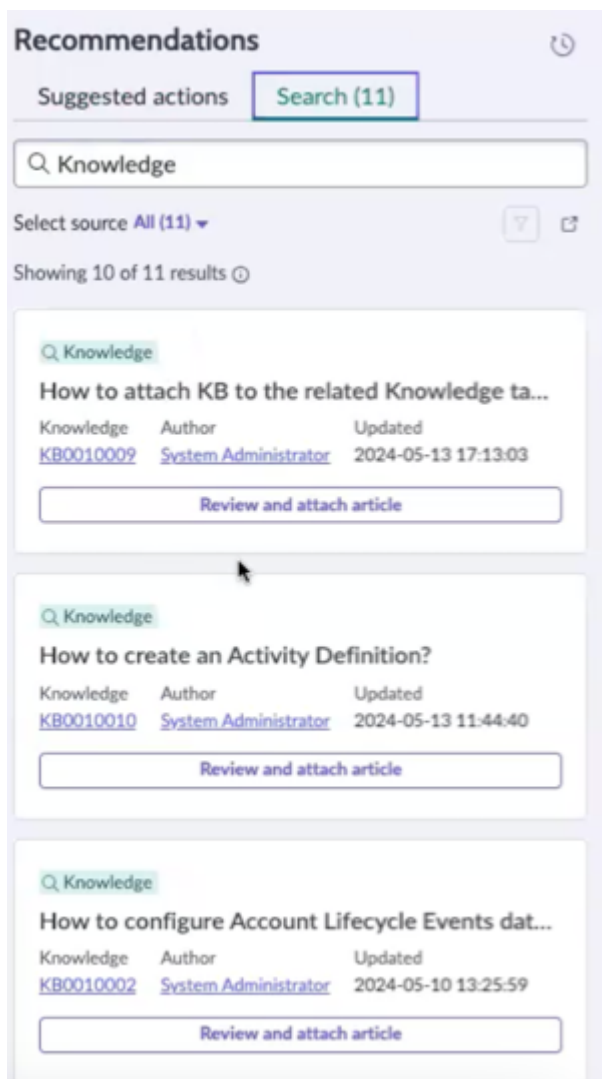 Recommendations
Suggested actions Search (11)
Knowledge
Select source All (11)
Showing 10 of 11 results
Knowledge
How to attach KB to the related Knowledge ta...
Knowledge Author Updated
KB0010009 System Administrator 2024-05-13 17:13:03
Review and attach article
Knowledge
How to create an Activity Definition?
Knowledge Author Updated
KB0010010 System Administrator 2024-05-13 11:44:40
Review and attach article
Knowledge
How to configure Account Lifecycle Events dat...
Knowledge Author Updated
KB0010002 System Administrator 2024-05-10 13:25:59
Review and attach article